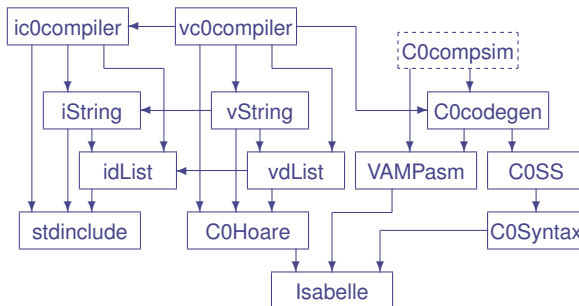 ic0compiler vc0compiler
C0compsim
iString vString C0codegen
idList vdList VAMPasm C0SS
stdinclude C0Hoare C0Syntax
Isabelle